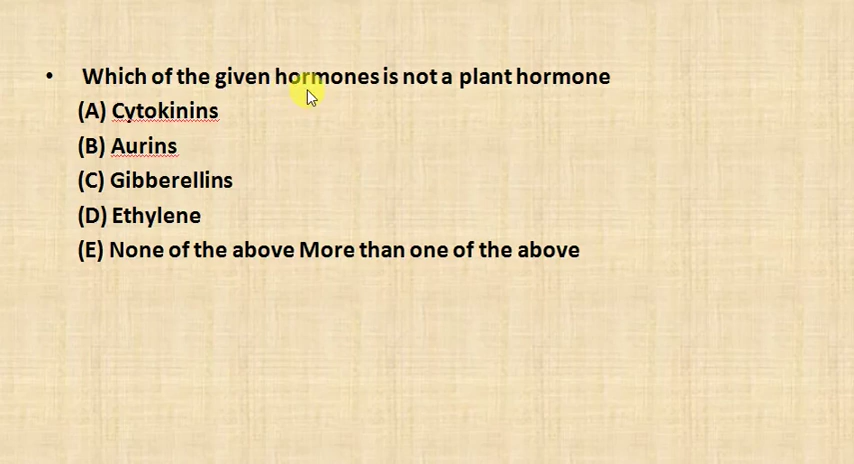 • Which of the given hormones is not a plant hormone
(A) Cytokinins
(B) Aurins
(C) Gibberellins
(D) Ethylene
(E) None of the above More than one of the above